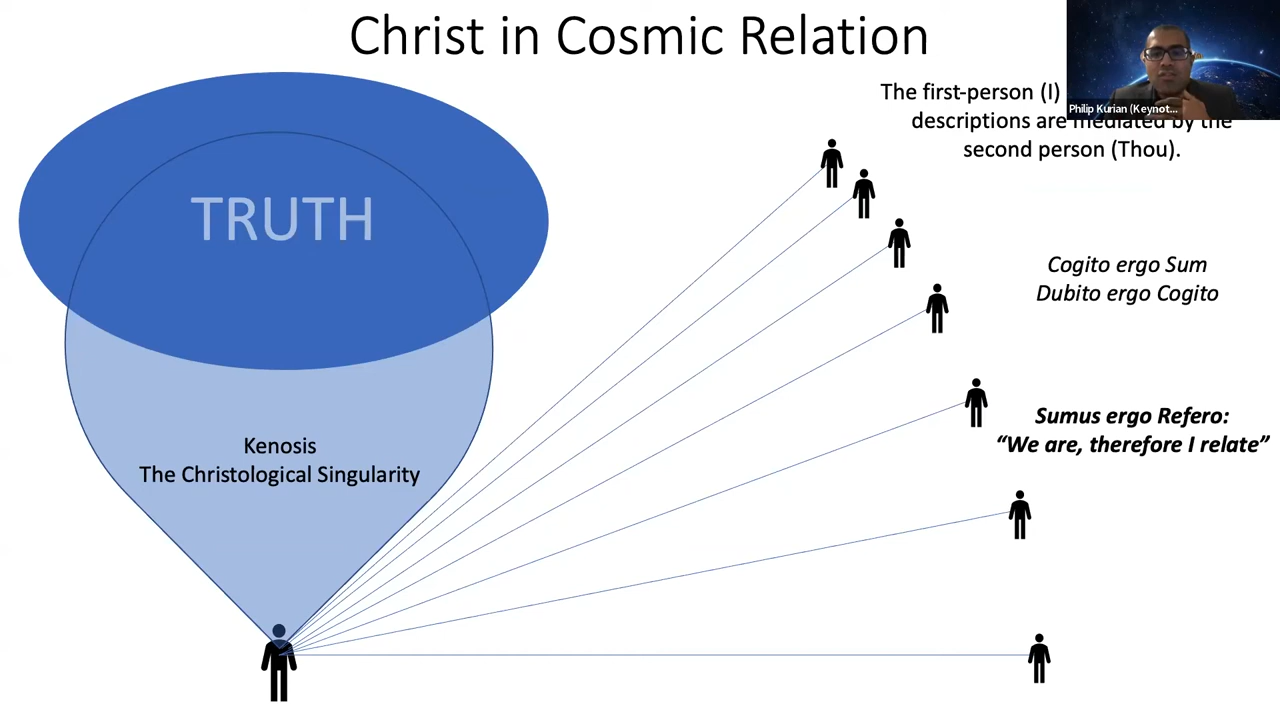 Christ in Cosmic Relation
Philip Kurian (Keynot...
The first-person (I)
descriptions are mediated by the
second person (Thou).
TRUTH
Cogito ergo Sum
Dubito ergo Cogito
Sumus ergo Refero:
“We are, therefore I relate”
Kenosis
The Christological Singularity